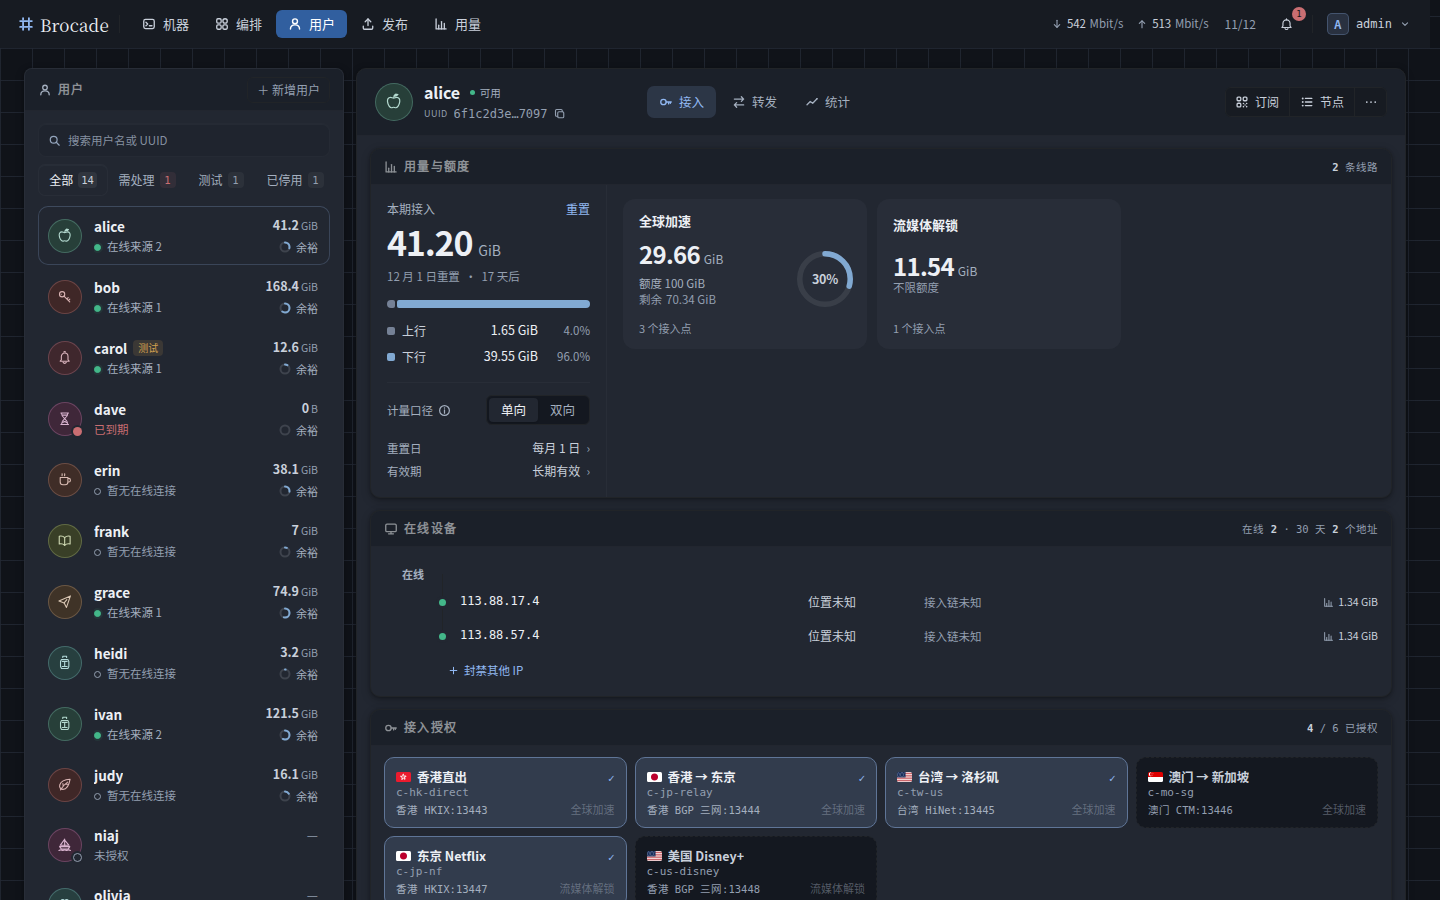 Brocade
机器
编排
用户
发布
用量
542 Mbit/s
513 Mbit/s
11/12
1
A
admin
用户
新增用户
搜索用户名或 UUID
全部 14
需处理 1
测试 1
已停用 1
alice
41.2 GiB
在线来源 2
余裕
bob
168.4 GiB
在线来源 1
余裕
carol 测试
12.6 GiB
在线来源 1
余裕
dave
0 B
已到期
余裕
erin
38.1 GiB
暂无在线连接
余裕
frank
7 GiB
暂无在线连接
余裕
grace
74.9 GiB
在线来源 1
余裕
heidi
3.2 GiB
暂无在线连接
余裕
ivan
121.5 GiB
在线来源 2
余裕
judy
16.1 GiB
暂无在线连接
余裕
niaj
—
未授权
olivia
—
alice
可用
UUID 6f1c2d3e…7097
接入
转发
统计
订阅
节点
⋯
用量与额度
2 条线路
本期接入
重置
41.20 GiB
12 月 1 日重置 • 17 天后
上行 1.65 GiB 4.0%
下行 39.55 GiB 96.0%
计量口径
单向 双向
重置日 每月 1 日 ›
有效期 长期有效 ›
全球加速
29.66 GiB
额度 100 GiB
剩余 70.34 GiB
30%
3 个接入点
流媒体解锁
11.54 GiB
不限额度
1 个接入点
在线设备
在线 2 · 30 天 2 个地址
在线
113.88.17.4 位置未知 接入链未知 1.34 GiB
113.88.57.4 位置未知 接入链未知 1.34 GiB
+ 封禁其他 IP
接入授权
4 / 6 已授权
香港直出 ✓
c-hk-direct
香港 HKIX:13443 全球加速
香港 → 东京 ✓
c-jp-relay
香港 BGP 三网:13444 全球加速
台湾 → 洛杉矶 ✓
c-tw-us
台湾 HiNet:13445 全球加速
澳门 → 新加坡
c-mo-sg
澳门 CTM:13446 全球加速
东京 Netflix ✓
c-jp-nf
香港 HKIX:13447 流媒体解锁
美国 Disney+
c-us-disney
香港 BGP 三网:13448 流媒体解锁